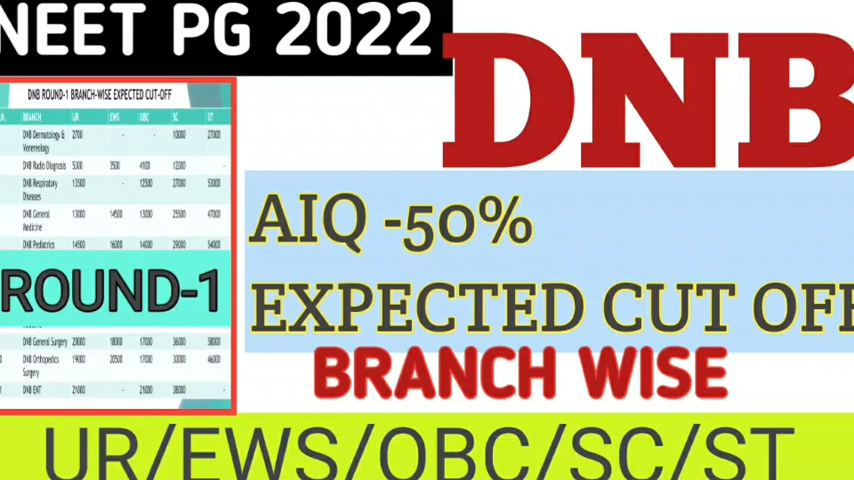 NEET PG 2022
DNB
DNB ROUND-1 BRANCH-WISE EXPECTED CUT-OFF
BRANCH UR EWS OBC SC ST
DNB Dermatology & Venereology 2700 - - 10000 27000
DNB Radio Diagnosis 5300 3500 4100 12000 -
DNB Respiratory Diseases 13500 - 12500 27000 53000
DNB General Medicine 13000 14500 13000 25500 47000
DNB Pediatrics 14500 16000 14000 29000 54000
ROUND-1
DNB General Surgery 20000 18000 17000 36000 58000
DNB Orthopedics Surgery 19000 20500 17000 33000 46000
DNB ENT 21000 - 21000 38000 -
AIQ -50%
EXPECTED CUT OFF
BRANCH WISE
UR/EWS/OBC/SC/ST